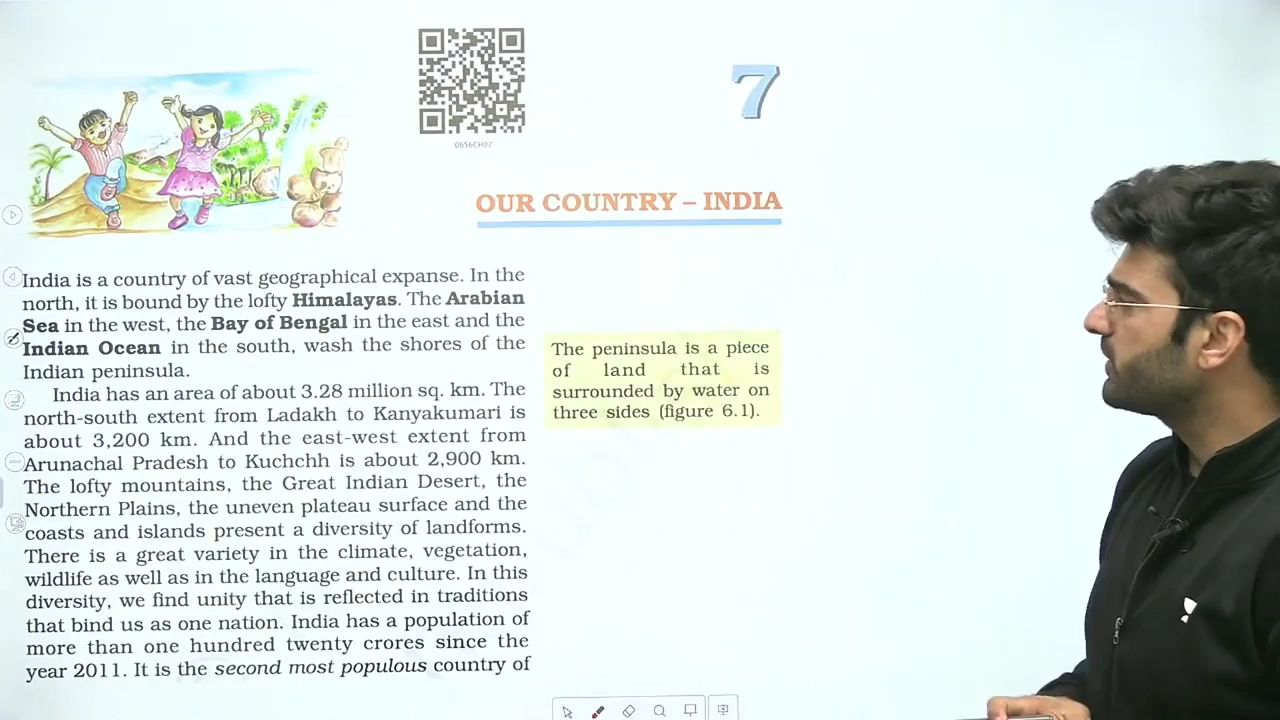 0656CH07
7
OUR COUNTRY – INDIA
India is a country of vast geographical expanse. In the
north, it is bound by the lofty Himalayas. The Arabian
Sea in the west, the Bay of Bengal in the east and the
Indian Ocean in the south, wash the shores of the
Indian peninsula.
India has an area of about 3.28 million sq. km. The
north-south extent from Ladakh to Kanyakumari is
about 3,200 km. And the east-west extent from
Arunachal Pradesh to Kuchchh is about 2,900 km.
The lofty mountains, the Great Indian Desert, the
Northern Plains, the uneven plateau surface and the
coasts and islands present a diversity of landforms.
There is a great variety in the climate, vegetation,
wildlife as well as in the language and culture. In this
diversity, we find unity that is reflected in traditions
that bind us as one nation. India has a population of
more than one hundred twenty crores since the
year 2011. It is the second most populous country of
The peninsula is a piece
of land that is
surrounded by water on
three sides (figure 6.1).